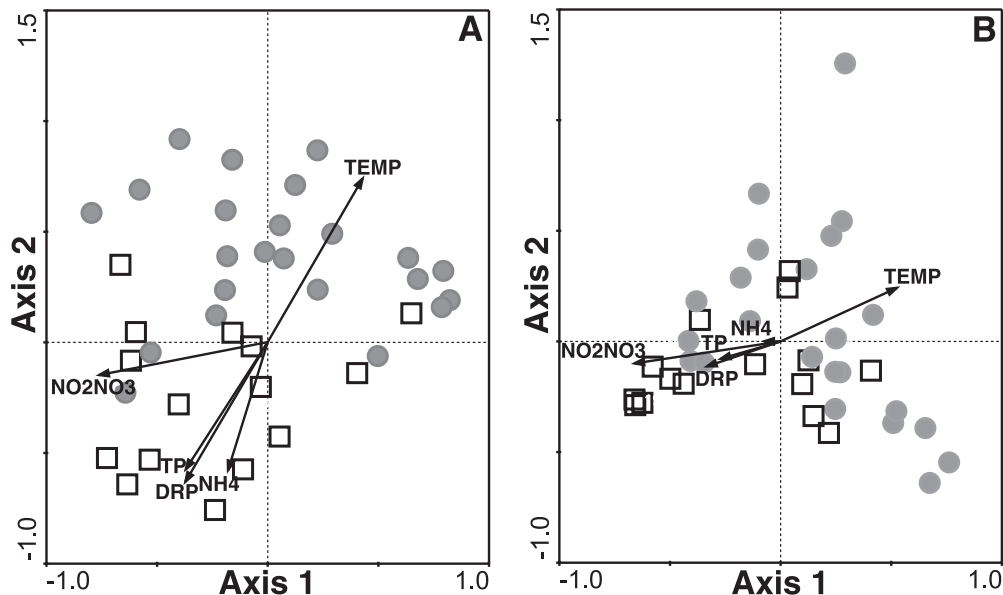 1.5
A
TEMP
Axis 2
NO2NO3
TP
DRP
NH4
-1.0
-1.0
Axis 1
1.0
1.5
B
TEMP
Axis 2
NH4
TP
NO2NO3
DRP
-1.0
-1.0
Axis 1
1.0